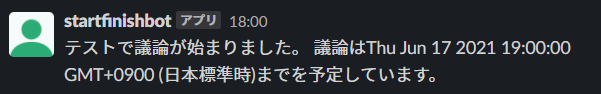 startfinishbot アプリ 18:00
テストで議論が始まりました。 議論はThu Jun 17 2021 19:00:00
GMT+0900 (日本標準時)までを予定しています。